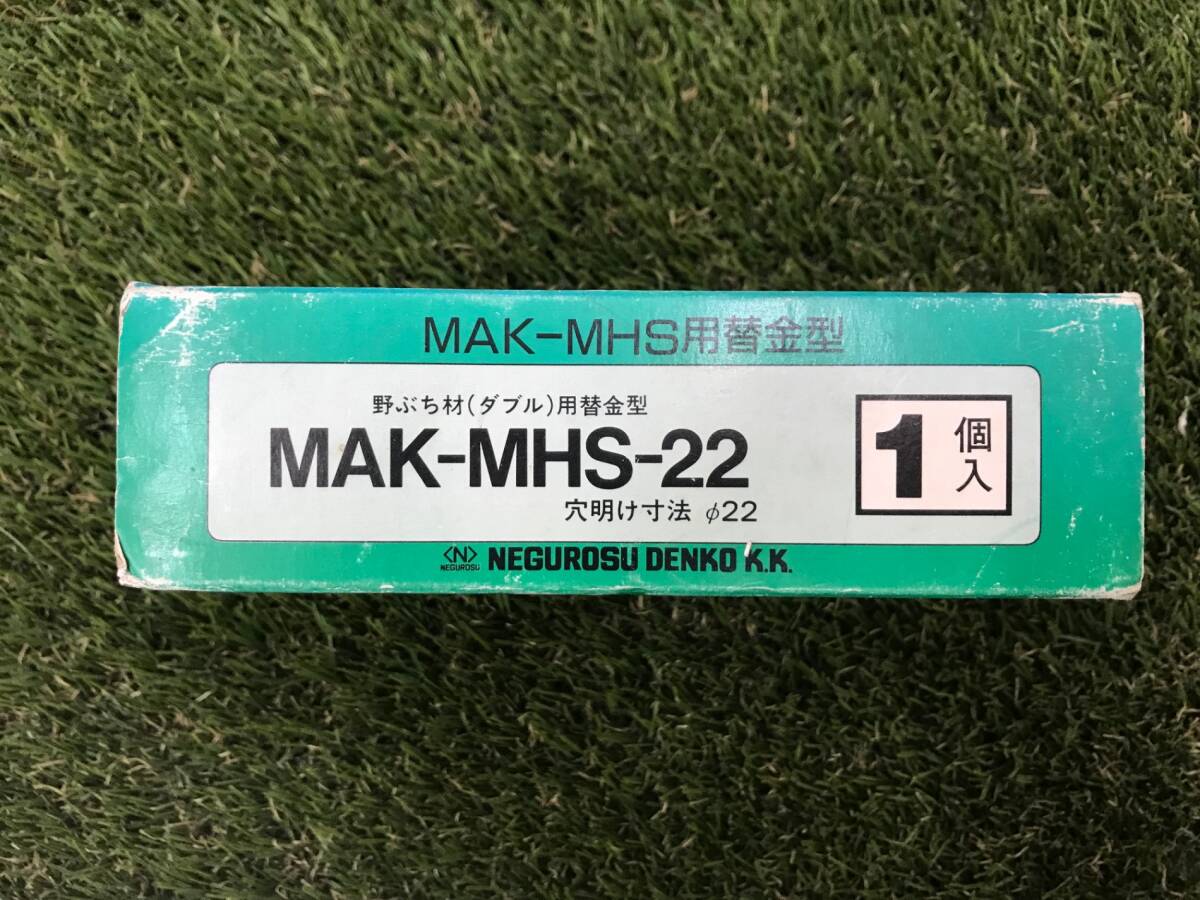 MAK-MHS用替金型
野ぶち材(ダブル)用替金型
MAK-MHS-22
穴明け寸法 φ22
1個入
<N> NEGUROSU NEGUROSU DENKO K.K.